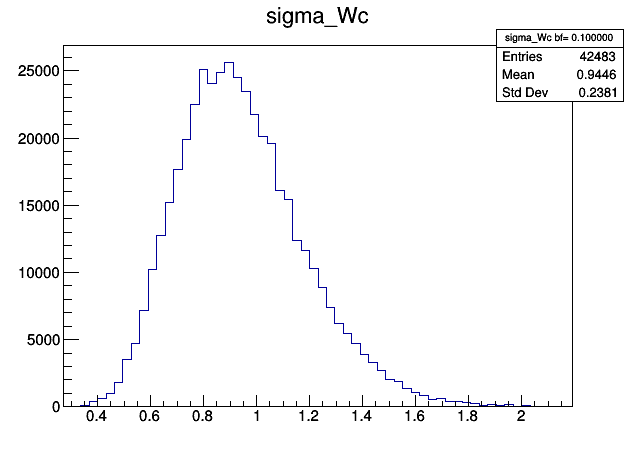 sigma_Wc
sigma_Wc bf= 0.100000
Entries 42483
Mean 0.9446
Std Dev 0.2381
25000
20000
15000
10000
5000
0
0.4 0.6 0.8 1 1.2 1.4 1.6 1.8 2